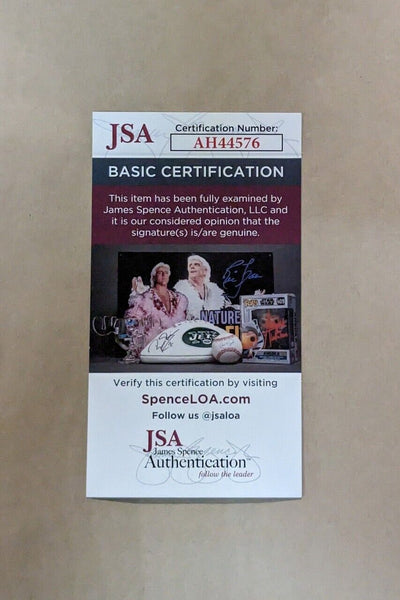 JSA
Certification Number:
AH44576
BASIC CERTIFICATION
This item has been fully examined by
James Spence Authentication, LLC and
it is our considered opinion that the
signature(s) is/are genuine.
NATURE
JETS
Verify this certification by visiting
SpenceLOA.com
Follow us @jsaloa
JSA
James Spence
Authentication
follow the leader